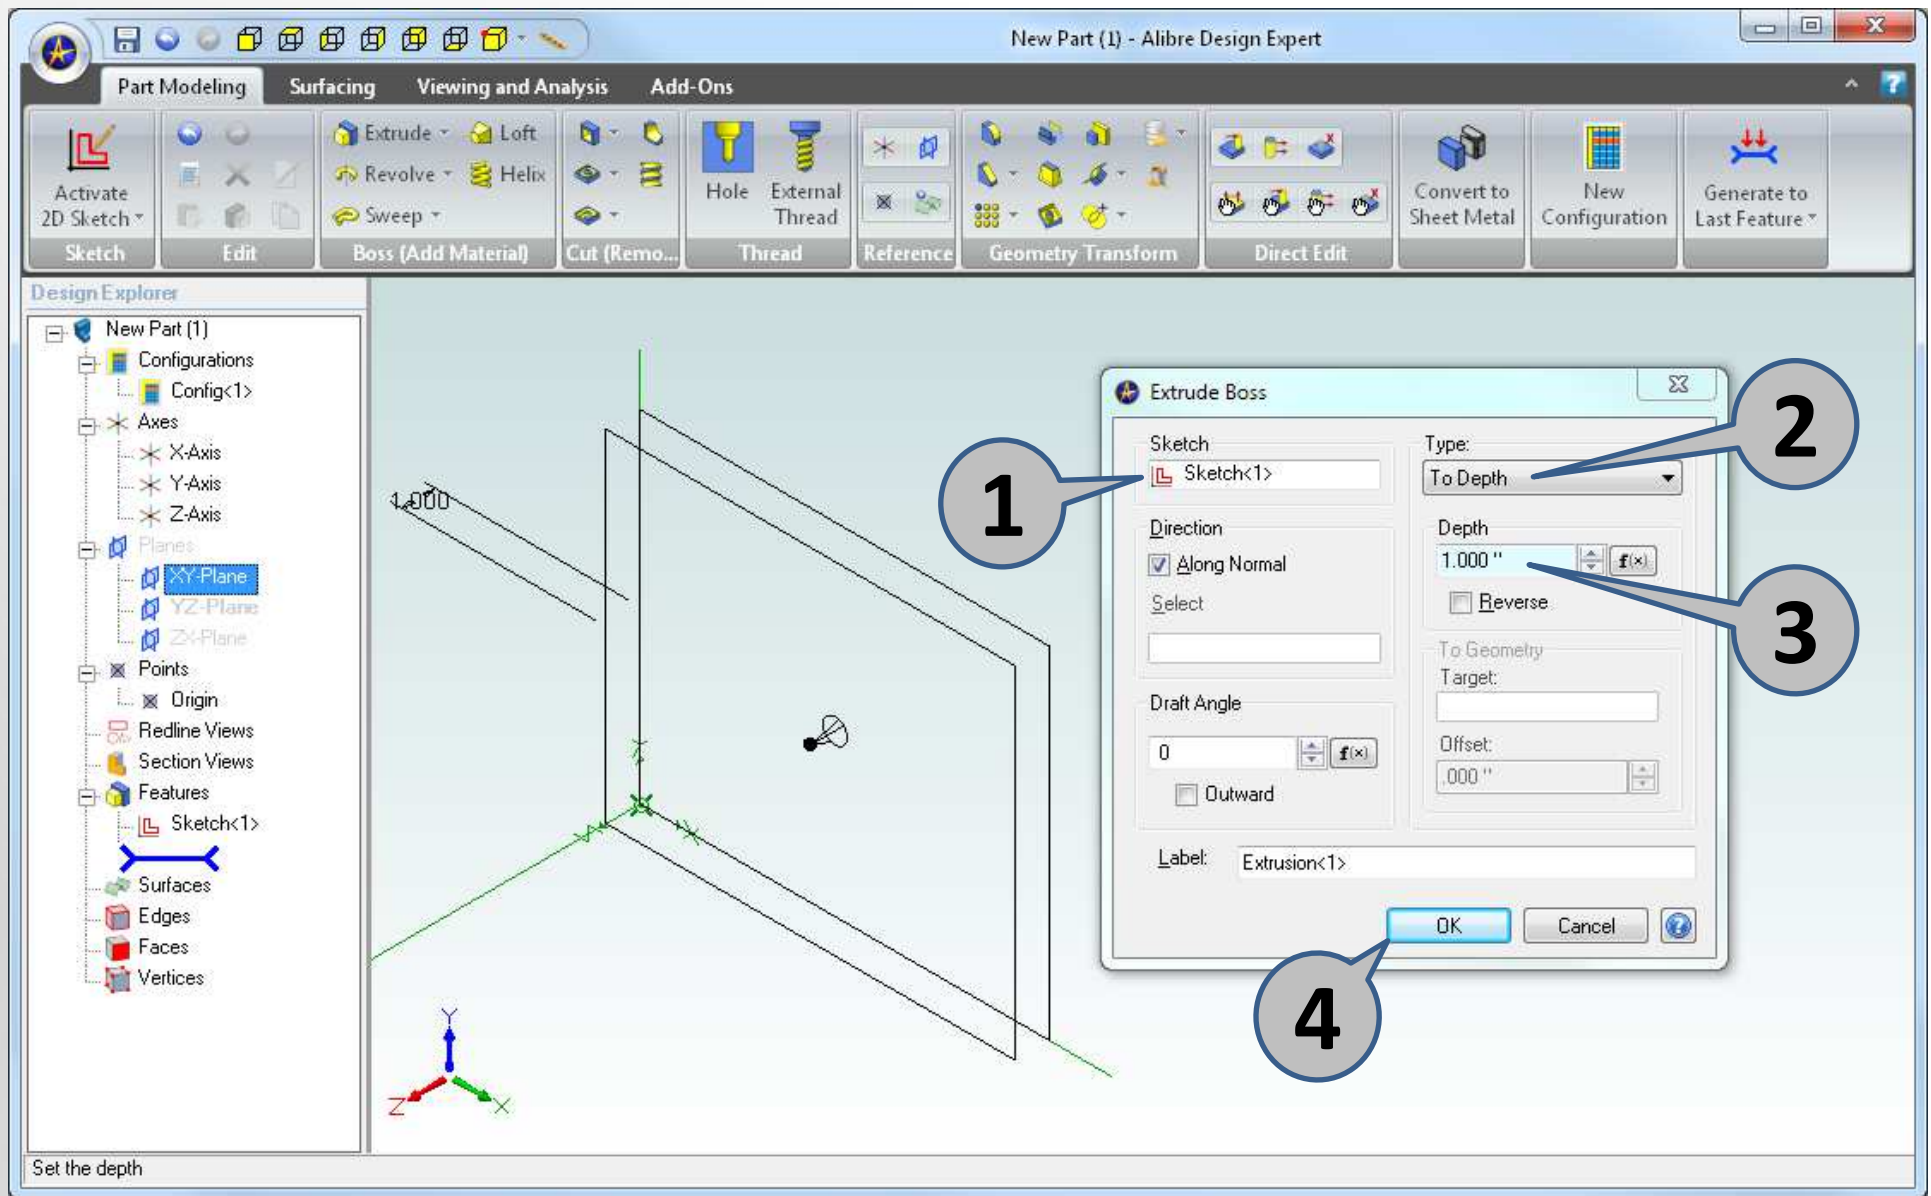 New Part (1) - Alibre Design Expert
Part Modeling Surfacing Viewing and Analysis Add-Ons
Activate
2D Sketch
Sketch
Edit
Extrude Loft
Revolve Helix
Sweep
Boss (Add Material)
Cut (Remo...
Hole
External
Thread
Thread
Reference
Geometry Transform
Direct Edit
Convert to
Sheet Metal
New
Configuration
Generate to
Last Feature
Design Explorer
New Part (1)
Configurations
Config<1>
Axes
X-Axis
Y-Axis
Z-Axis
Planes
XY-Plane
YZ-Plane
ZX-Plane
Points
Origin
Redline Views
Section Views
Features
Sketch<1>
Surfaces
Edges
Faces
Vertices
1.000
Y
Z
X
Extrude Boss
Sketch
Sketch<1>
Direction
Along Normal
Select
Draft Angle
0
f(x)
Outward
Type:
To Depth
Depth
1.000 "
f(x)
Reverse
To Geometry
Target:
Offset:
.000 "
Label: Extrusion<1>
OK Cancel
1
2
3
4
Set the depth